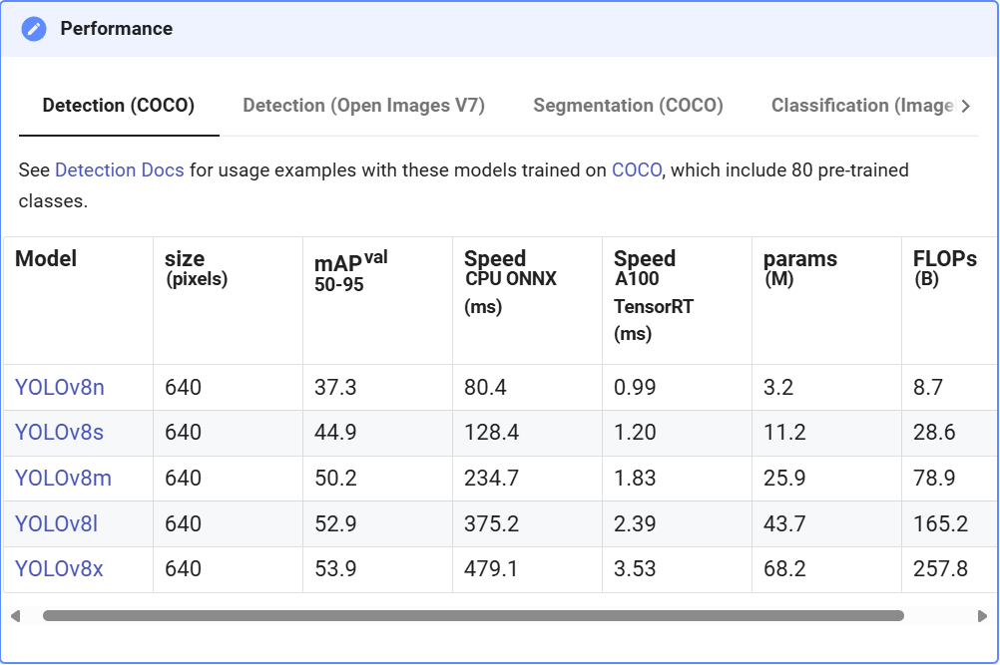 Performance
Detection (COCO) Detection (Open Images V7) Segmentation (COCO) Classification (Image
See Detection Docs for usage examples with these models trained on COCO, which include 80 pre-trained
classes.
Model size (pixels) mAP val 50-95 Speed CPU ONNX (ms) Speed A100 TensorRT (ms) params (M) FLOPs (B)
YOLOv8n 640 37.3 80.4 0.99 3.2 8.7
YOLOv8s 640 44.9 128.4 1.20 11.2 28.6
YOLOv8m 640 50.2 234.7 1.83 25.9 78.9
YOLOv8l 640 52.9 375.2 2.39 43.7 165.2
YOLOv8x 640 53.9 479.1 3.53 68.2 257.8